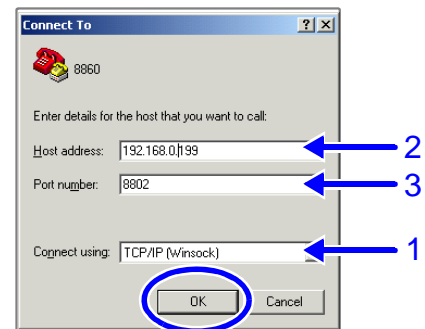 Connect To ? ×
8860
Enter details for the host that you want to call:
Host address: 192.168.0.199 2
Port number: 8802 3
Connect using: TCP/IP (Winsock) 1
OK Cancel